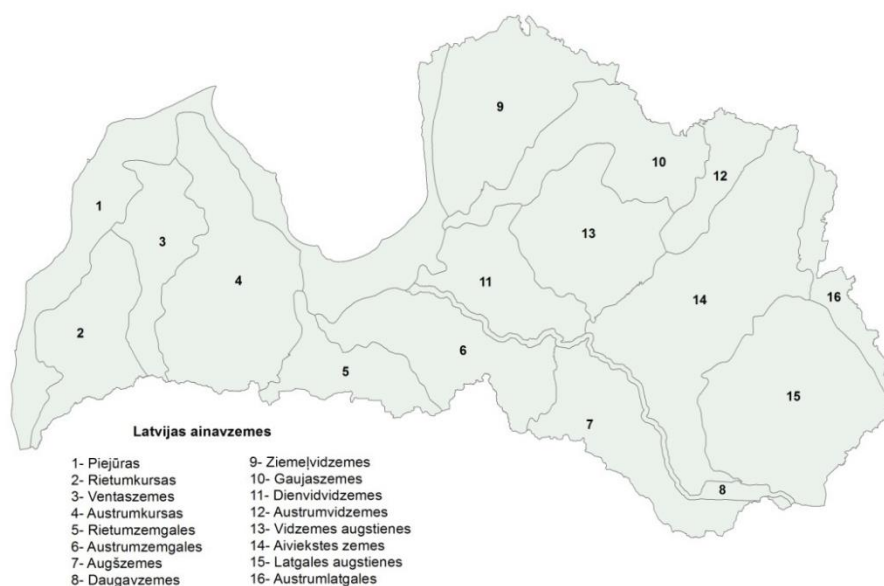 9
10
12
1
3
13
4
11
14
16
2
6
5
15
7
8
Latvijas ainavzemes
1- Piejūras
2- Rietumkursas
3- Ventaszemes
4- Austrumkursas
5- Rietumzemgales
6- Austrumzemgales
7- Augšzemes
8- Daugavzemes
9- Ziemeļvidzemes
10- Gaujaszemes
11- Dienvidvidzemes
12- Austrumvidzemes
13- Vidzemes augstienes
14- Aiviekstes zemes
15- Latgales augstienes
16- Austrumlatgales